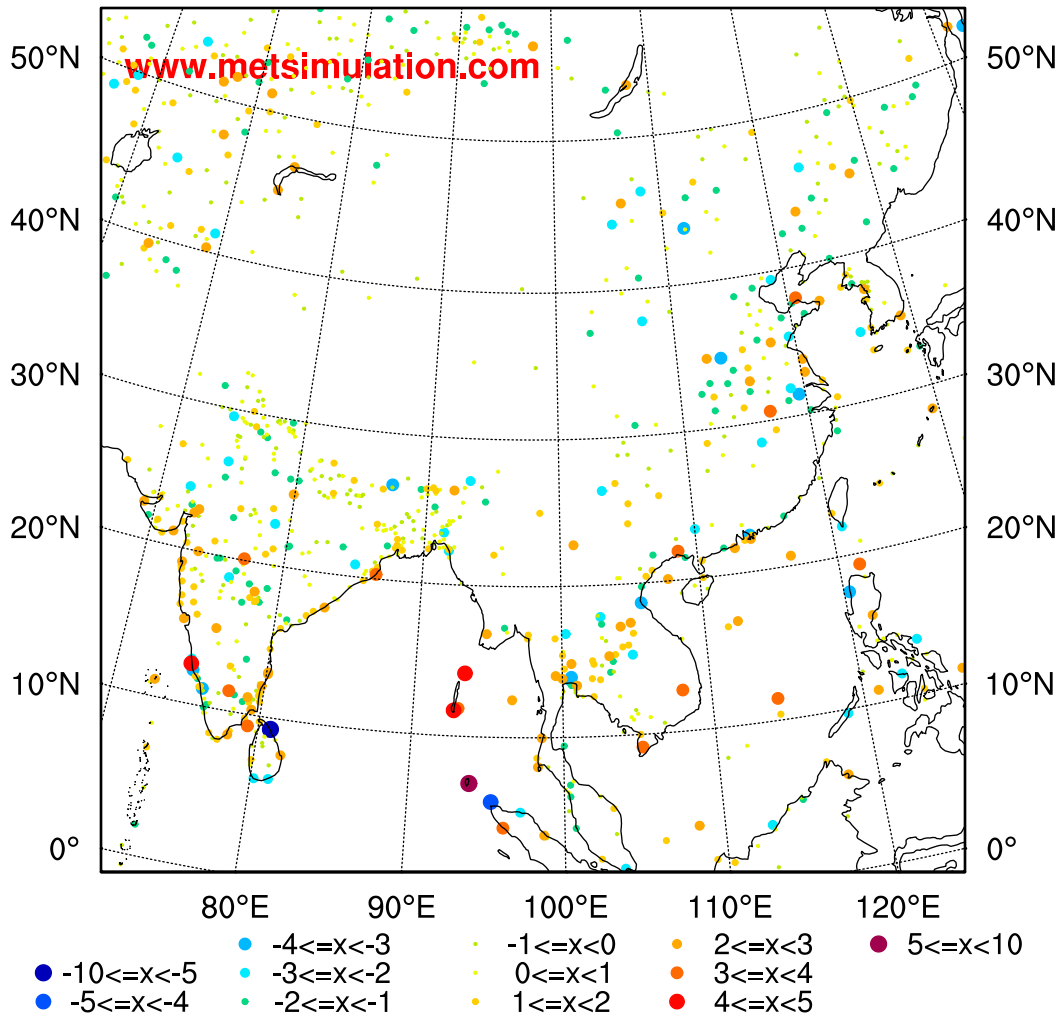 www.metsimulation.com
50°N 50°N
40°N 40°N
30°N 30°N
20°N 20°N
10°N 10°N
0° 0°
80°E 90°E 100°E 110°E 120°E
-4<=x<-3 -1<=x<0 2<=x<3 5<=x<10
-10<=x<-5 -3<=x<-2 0<=x<1 3<=x<4
-5<=x<-4 -2<=x<-1 1<=x<2 4<=x<5